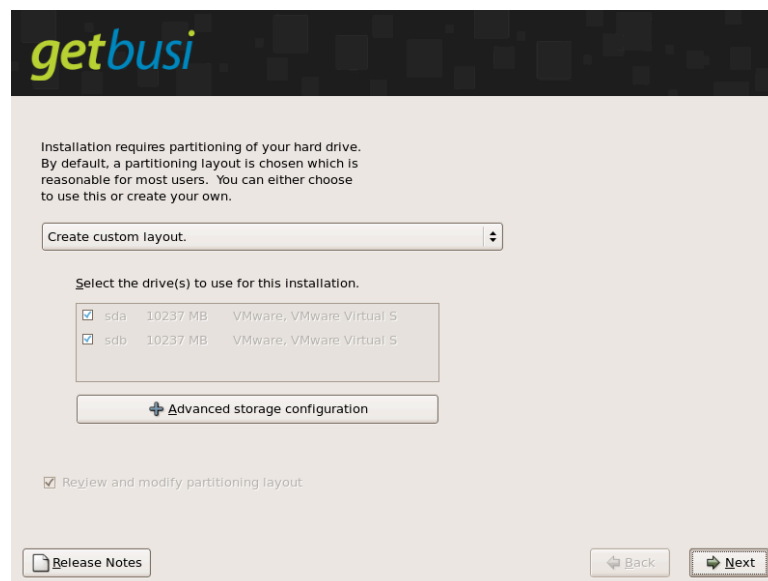 getbusi
Installation requires partitioning of your hard drive.
By default, a partitioning layout is chosen which is
reasonable for most users.  You can either choose
to use this or create your own.
Create custom layout.
Select the drive(s) to use for this installation.
sda 10237 MB VMware, VMware Virtual S
sdb 10237 MB VMware, VMware Virtual S
Advanced storage configuration
Review and modify partitioning layout
Release Notes
Back
Next